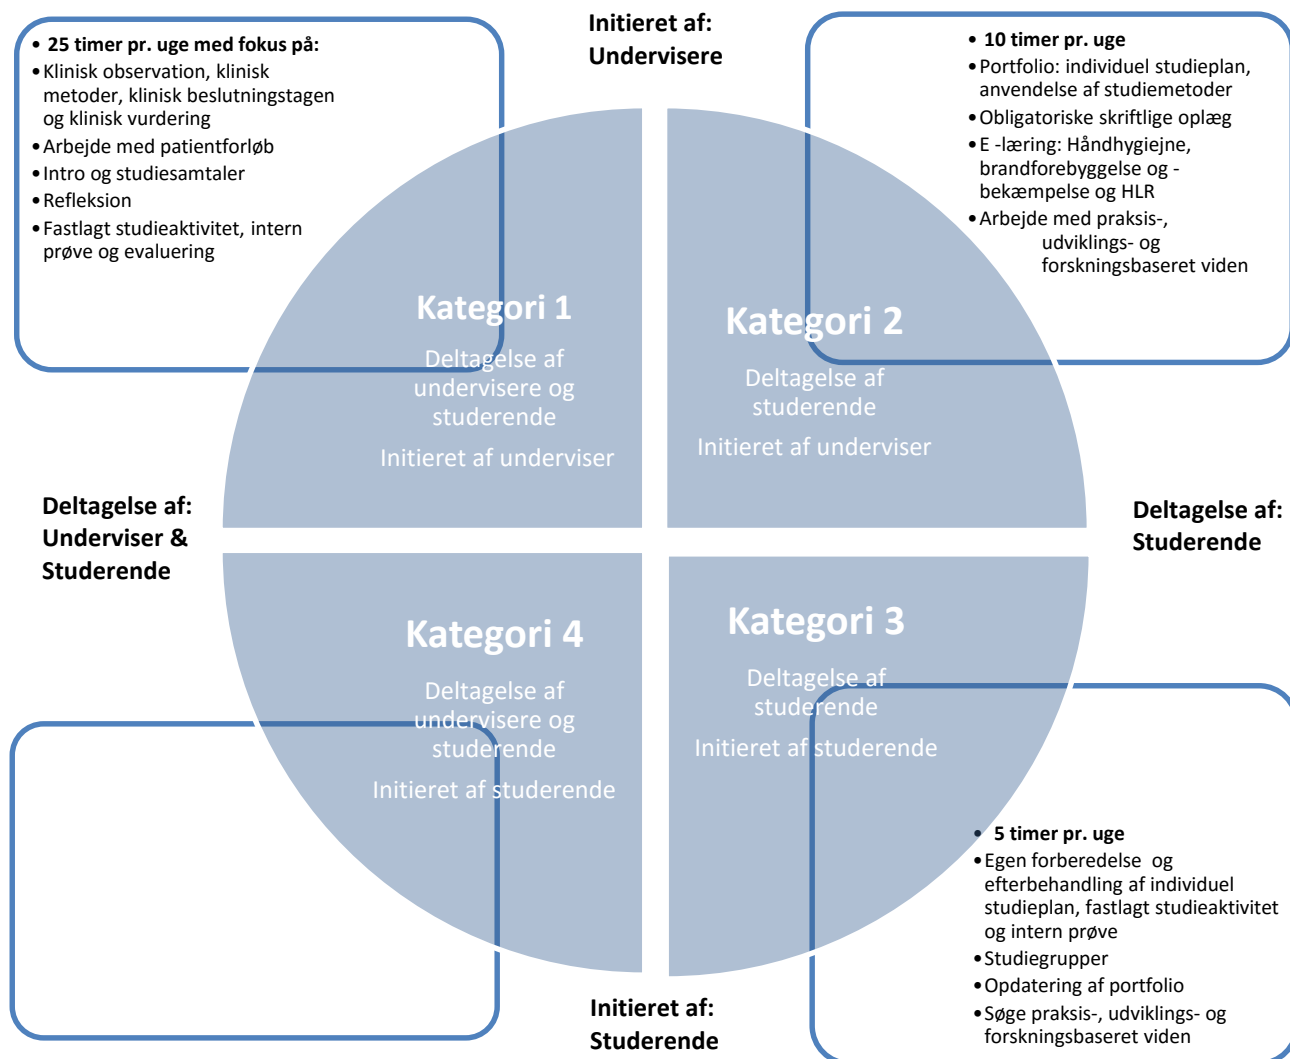 Initieret af:
Undervisere
• 25 timer pr. uge med fokus på:
•Klinisk observation, klinisk
metoder, klinisk beslutningstagen
og klinisk vurdering
•Arbejde med patientforløb
•Intro og studiesamtaler
•Refleksion
•Fastlagt studieaktivitet, intern
prøve og evaluering
• 10 timer pr. uge
•Portfolio: individuel studieplan,
anvendelse af studiemetoder
•Obligatoriske skriftlige oplæg
•E -læring: Håndhygiejne,
brandforebyggelse og -
bekæmpelse og HLR
•Arbejde med praksis-,
udviklings- og
forskningsbaseret viden
Kategori 1
Deltagelse af
undervisere og
studerende
Initieret af underviser
Kategori 2
Deltagelse af
studerende
Initieret af underviser
Deltagelse af:
Underviser &
Studerende
Deltagelse af:
Studerende
Kategori 4
Deltagelse af
undervisere og
studerende
Initieret af studerende
Kategori 3
Deltagelse af
studerende
Initieret af studerende
• 5 timer pr. uge
•Egen forberedelse og
efterbehandling af individuel
studieplan, fastlagt studieaktivitet
og intern prøve
•Studiegrupper
•Opdatering af portfolio
•Søge praksis-, udviklings- og
forskningsbaseret viden
Initieret af:
Studerende